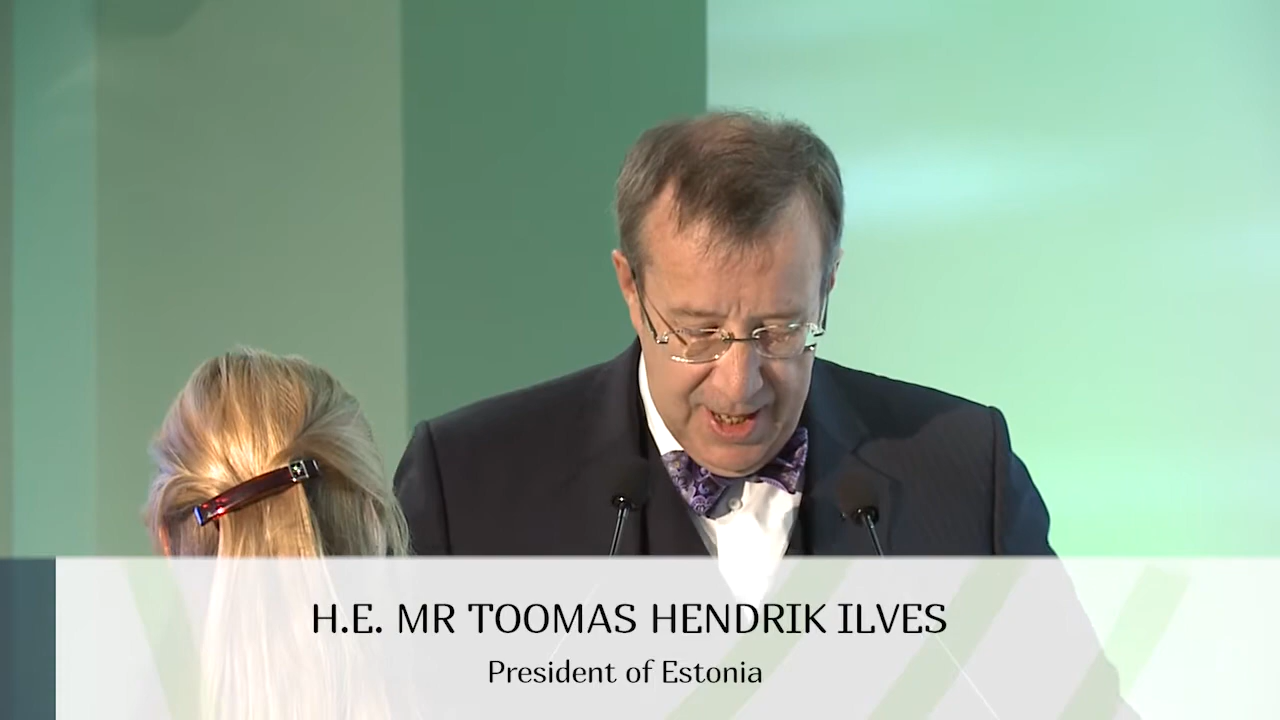 H.E. MR TOOMAS HENDRIK ILVES
President of Estonia